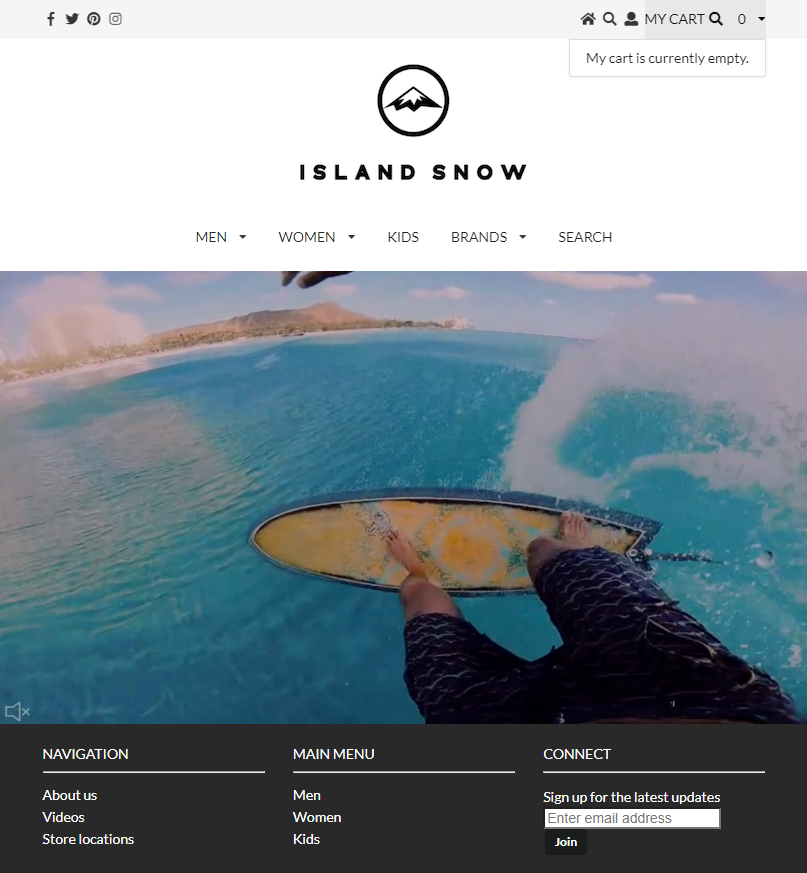 MY CART 0
My cart is currently empty.
ISLAND SNOW
MEN WOMEN KIDS BRANDS SEARCH
NAVIGATION
About us
Videos
Store locations
MAIN MENU
Men
Women
Kids
CONNECT
Sign up for the latest updates
Enter email address
Join